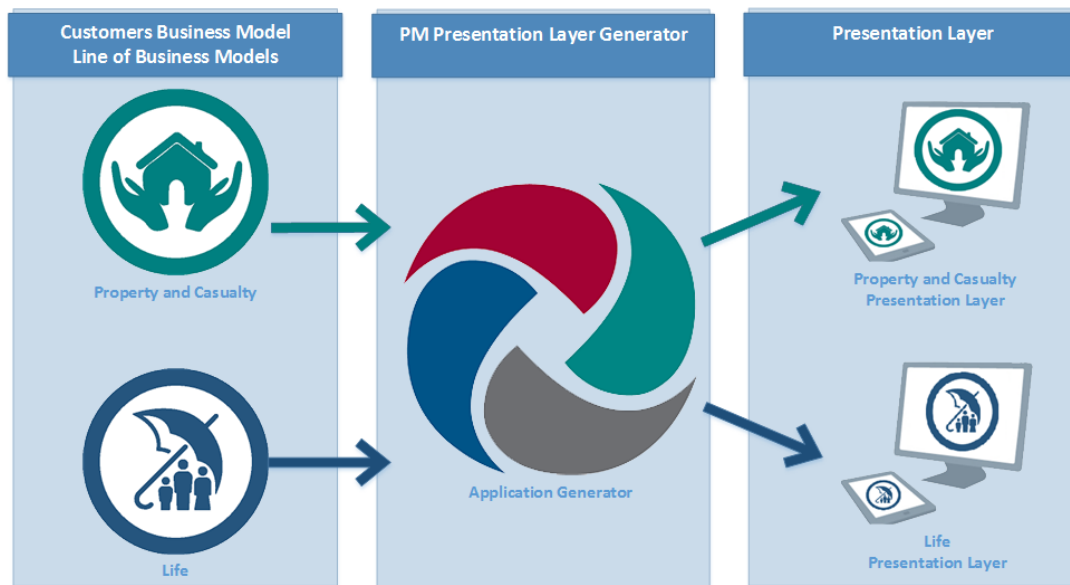 Customers Business Model
Line of Business Models
PM Presentation Layer Generator
Presentation Layer
Property and Casualty
Property and Casualty
Presentation Layer
Application Generator
Life
Life
Presentation Layer